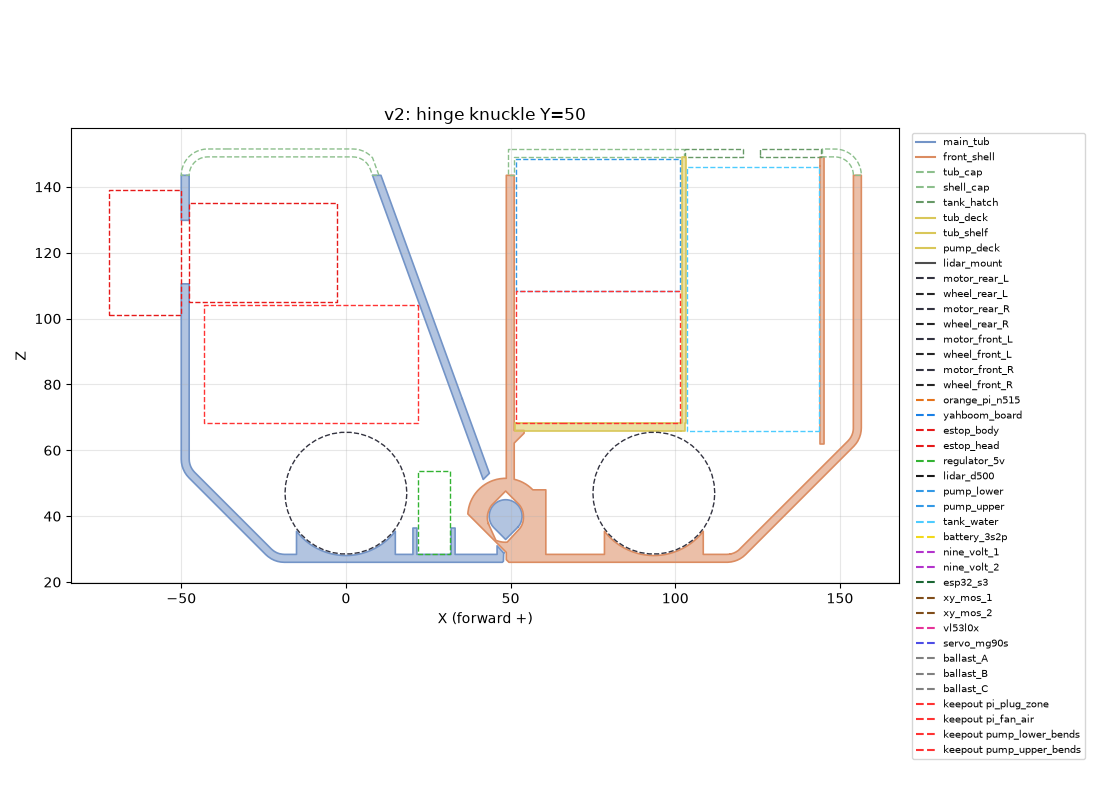 v2: hinge knuckle Y=50
Z
140
120
100
80
60
40
20
−50
0
50
100
150
X (forward +)
main_tub
front_shell
tub_cap
shell_cap
tank_hatch
tub_deck
tub_shelf
pump_deck
lidar_mount
motor_rear_L
wheel_rear_L
motor_rear_R
wheel_rear_R
motor_front_L
wheel_front_L
motor_front_R
wheel_front_R
orange_pi_n515
yahboom_board
estop_body
estop_head
regulator_5v
lidar_d500
pump_lower
pump_upper
tank_water
battery_3s2p
nine_volt_1
nine_volt_2
esp32_s3
xy_mos_1
xy_mos_2
vl53l0x
servo_mg90s
ballast_A
ballast_B
ballast_C
keepout pi_plug_zone
keepout pi_fan_air
keepout pump_lower_bends
keepout pump_upper_bends